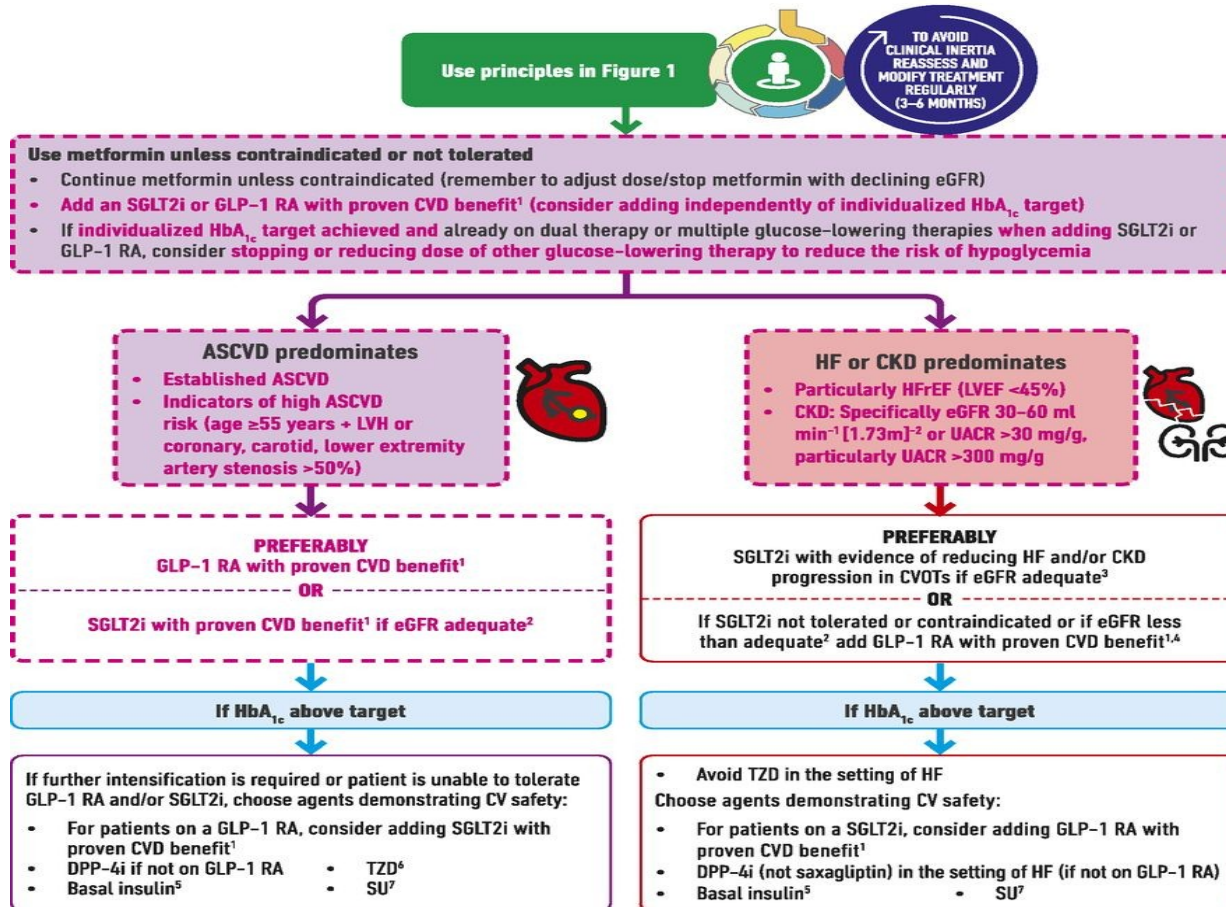 Use principles in Figure 1
TO AVOID
CLINICAL INERTIA
REASSESS AND
MODIFY TREATMENT
REGULARLY
(3–6 MONTHS)
Use metformin unless contraindicated or not tolerated
• Continue metformin unless contraindicated (remember to adjust dose/stop metformin with declining eGFR)
• Add an SGLT2i or GLP–1 RA with proven CVD benefit¹ (consider adding independently of individualized HbA₁c target)
• If individualized HbA₁c target achieved and already on dual therapy or multiple glucose–lowering therapies when adding SGLT2i or
GLP–1 RA, consider stopping or reducing dose of other glucose–lowering therapy to reduce the risk of hypoglycemia
ASCVD predominates
• Established ASCVD
• Indicators of high ASCVD
risk (age ≥55 years + LVH or
coronary, carotid, lower extremity
artery stenosis >50%)
PREFERABLY
GLP–1 RA with proven CVD benefit¹
OR
SGLT2i with proven CVD benefit¹ if eGFR adequate²
If HbA₁c above target
If further intensification is required or patient is unable to tolerate
GLP–1 RA and/or SGLT2i, choose agents demonstrating CV safety:
• For patients on a GLP–1 RA, consider adding SGLT2i with
proven CVD benefit¹
• DPP–4i if not on GLP–1 RA • TZD⁶
• Basal insulin⁵ • SU⁷
HF or CKD predominates
• Particularly HFrEF (LVEF <45%)
• CKD: Specifically eGFR 30–60 ml
min⁻¹ [1.73m]⁻² or UACR >30 mg/g,
particularly UACR >300 mg/g
PREFERABLY
SGLT2i with evidence of reducing HF and/or CKD
progression in CVOTs if eGFR adequate³
OR
If SGLT2i not tolerated or contraindicated or if eGFR less
than adequate² add GLP–1 RA with proven CVD benefit¹,⁴
If HbA₁c above target
• Avoid TZD in the setting of HF
Choose agents demonstrating CV safety:
• For patients on a SGLT2i, consider adding GLP–1 RA with
proven CVD benefit¹
• DPP–4i (not saxagliptin) in the setting of HF (if not on GLP–1 RA)
• Basal insulin⁵ • SU⁷